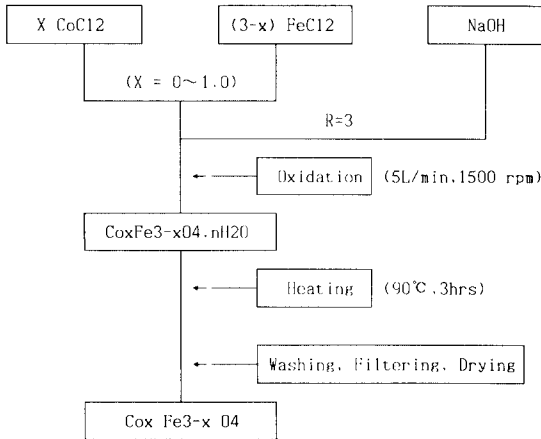 X CoCl2
(3-x) FeCl2
NaOH
(X = 0~1.0)
R=3
Oxidation (5L/min.1500 rpm)
CoxFe3-xO4.nH2O
Heating (90℃.3hrs)
Washing, Filtering, Drying
Cox Fe3-x O4